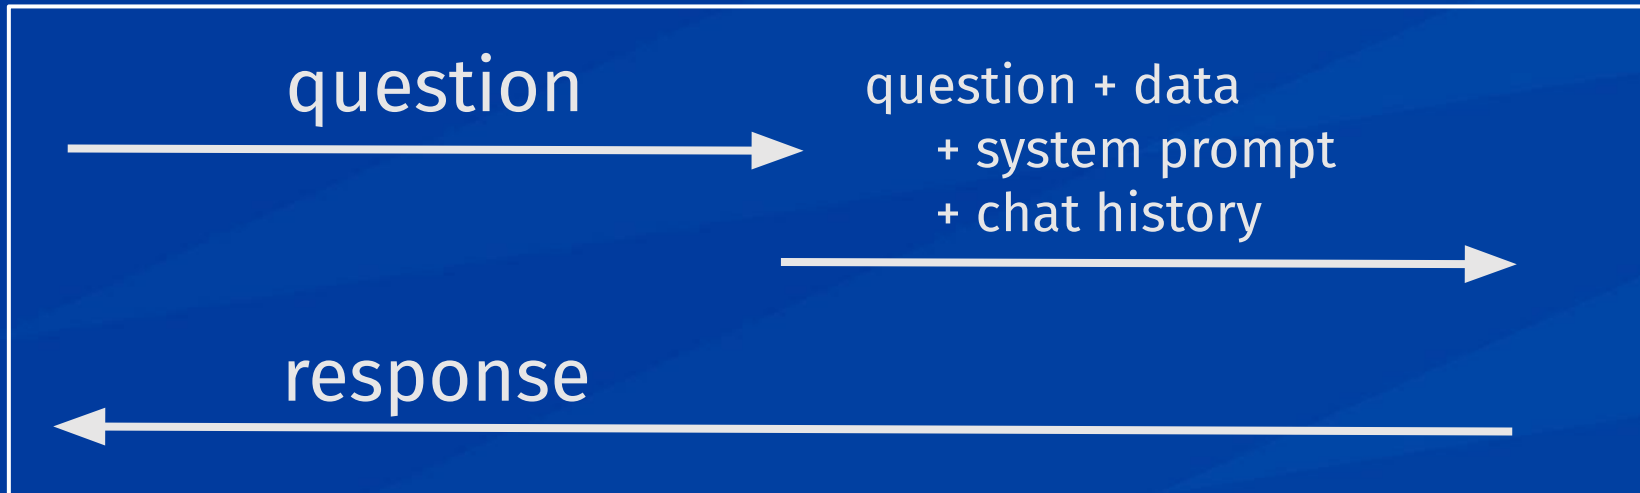 question
question + data
+ system prompt
+ chat history
response